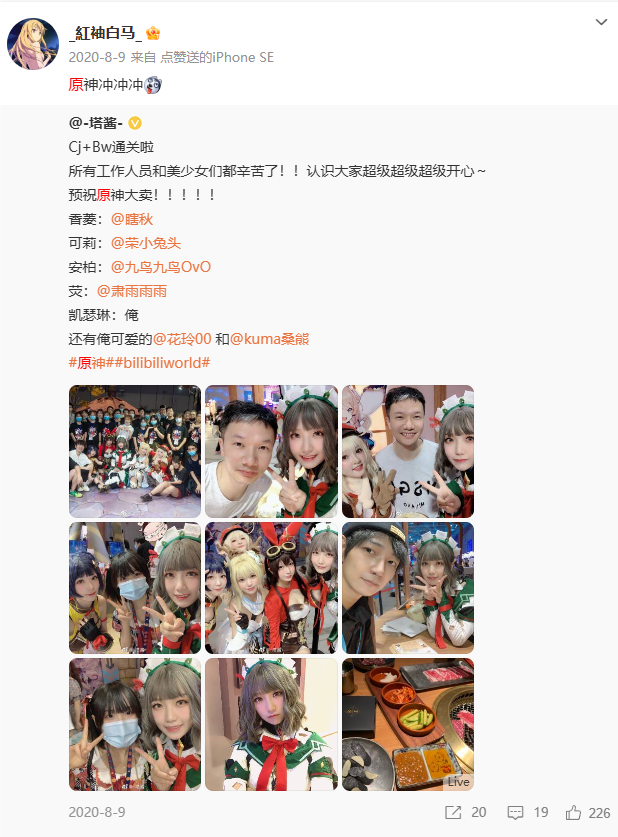 _紅袖白马_
2020-8-9 来自 点赞送的iPhone SE
原神冲冲冲
@-塔酱-
Cj+Bw通关啦
所有工作人员和美少女们都辛苦了！！认识大家超级超级超级开心~
预祝原神大卖！！！！！
香菱：@瞎秋
可莉：@荣小兔头
安柏：@九鸟九鸟OvO
荧：@肃雨雨雨
凯瑟琳：俺
还有俺可爱的@花玲00 和@kuma桑熊
#原神##bilibiliworld#
Live
2020-8-9
20
19
226